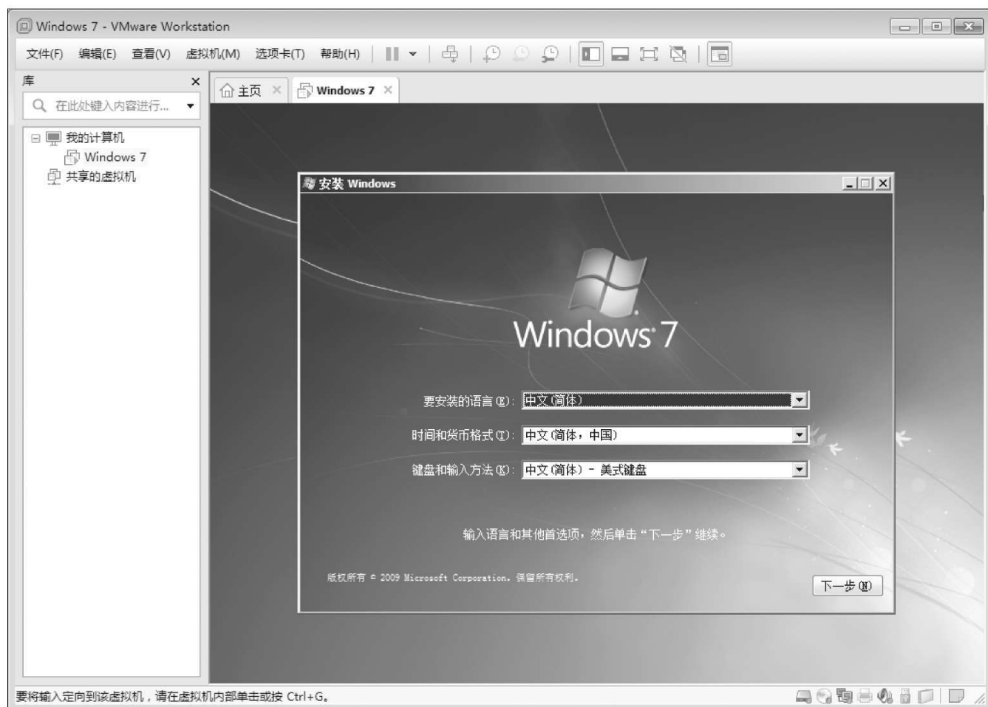 Windows 7 - VMware Workstation
文件(F) 编辑(E) 查看(V) 虚拟机(M) 选项卡(T) 帮助(H)
库
主页
Windows 7
在此处键入内容进行...
我的计算机
Windows 7
共享的虚拟机
安装 Windows
Windows 7
要安装的语言(E): 中文(简体)
时间和货币格式(T): 中文(简体，中国)
键盘和输入方法(K): 中文(简体) - 美式键盘
输入语言和其他首选项，然后单击“下一步”继续。
版权所有 © 2009 Microsoft Corporation。保留所有权利。
下一步(N)
要将输入定向到该虚拟机，请在虚拟机内部单击或按 Ctrl+G。